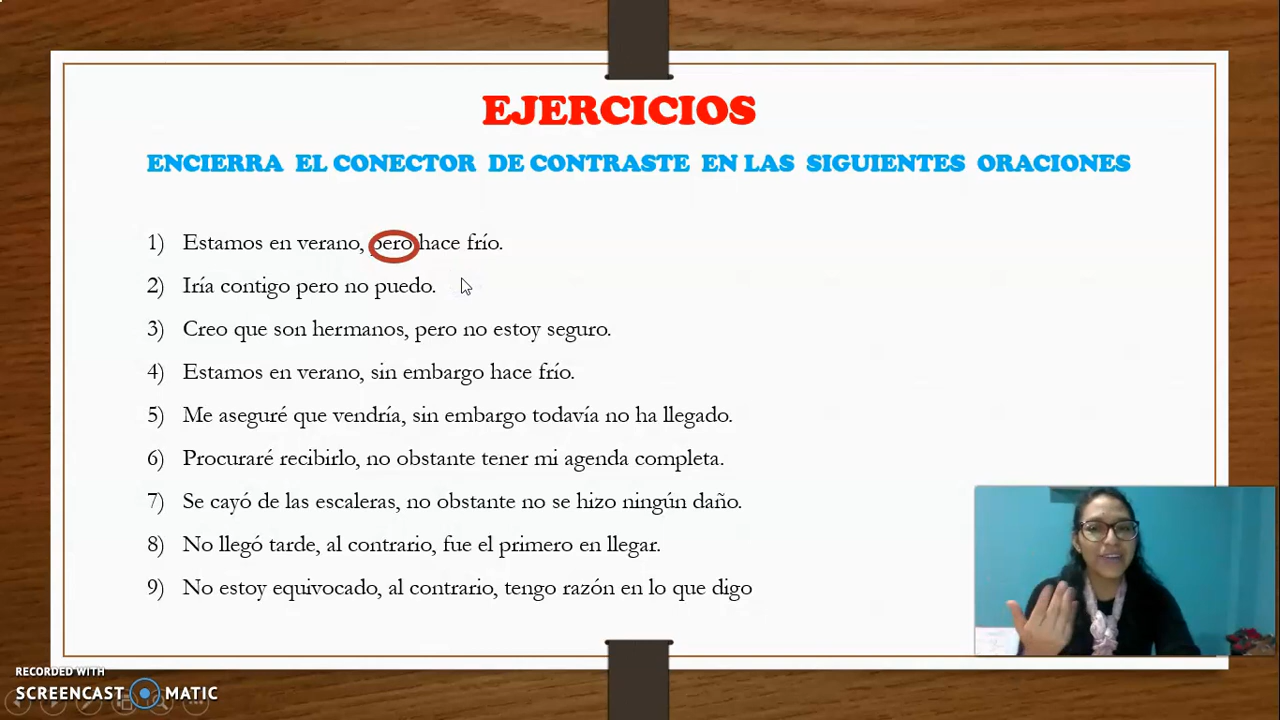 EJERCICIOS
ENCIERRA EL CONECTOR DE CONTRASTE EN LAS SIGUIENTES ORACIONES
1) Estamos en verano, pero hace frío.
2) Iría contigo pero no puedo.
3) Creo que son hermanos, pero no estoy seguro.
4) Estamos en verano, sin embargo hace frío.
5) Me aseguré que vendría, sin embargo todavía no ha llegado.
6) Procuraré recibirlo, no obstante tener mi agenda completa.
7) Se cayó de las escaleras, no obstante no se hizo ningún daño.
8) No llegó tarde, al contrario, fue el primero en llegar.
9) No estoy equivocado, al contrario, tengo razón en lo que digo
RECORDED WITH
SCREENCAST MATIC